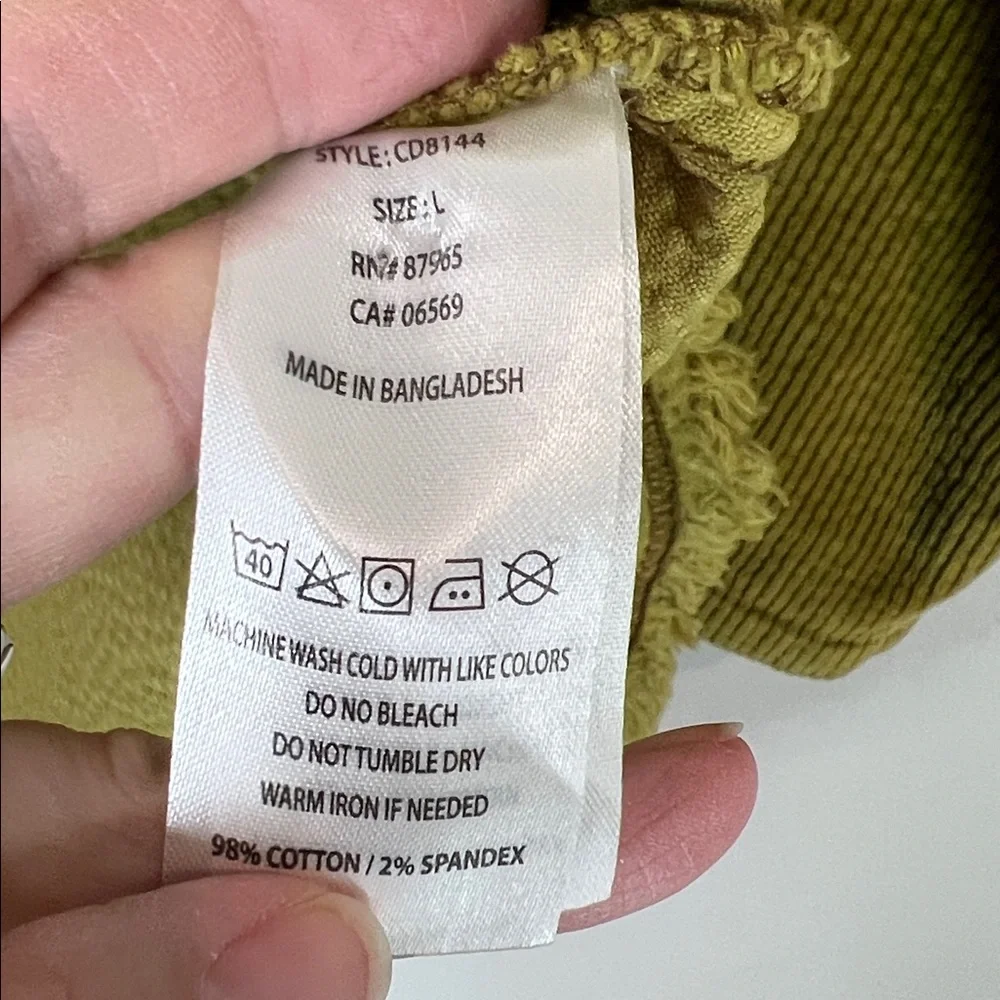 STYLE: CD8144
SIZE: L
RN# 87965
CA# 06569
MADE IN BANGLADESH
40
MACHINE WASH COLD WITH LIKE COLORS
DO NO BLEACH
DO NOT TUMBLE DRY
WARM IRON IF NEEDED
98% COTTON / 2% SPANDEX